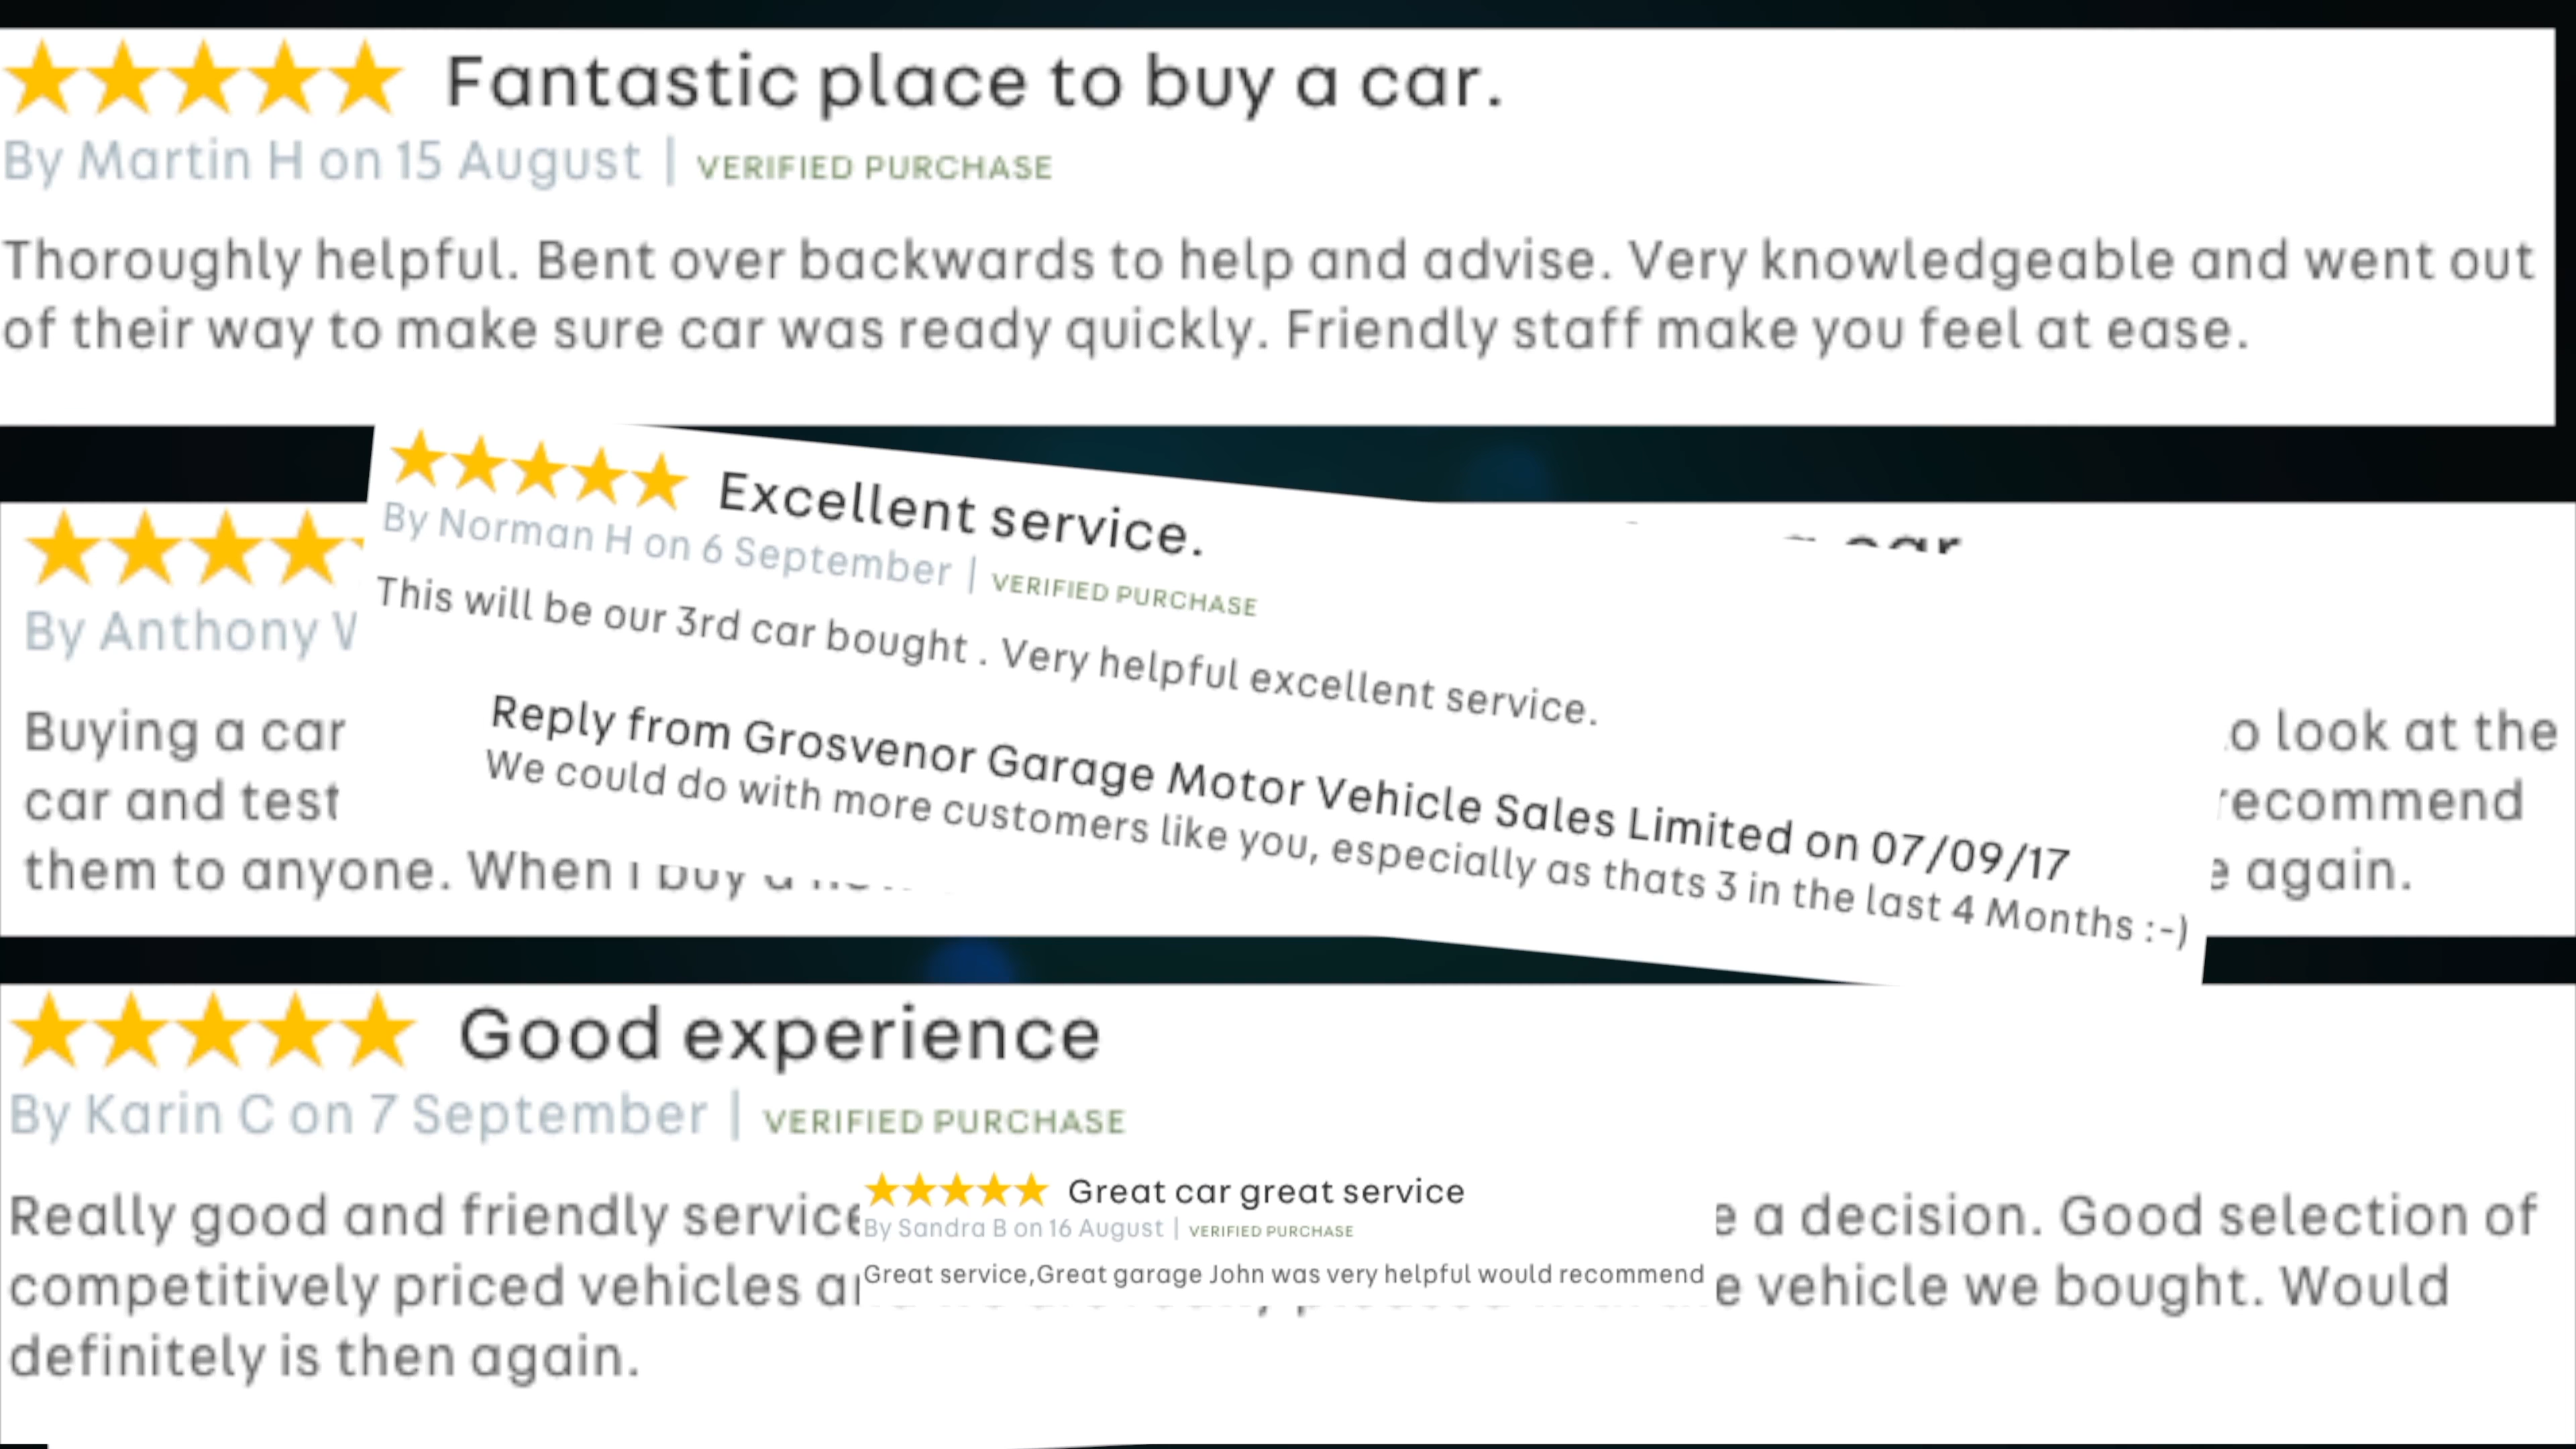 Fantastic place to buy a car.
By Martin H on 15 August | VERIFIED PURCHASE
Thoroughly helpful. Bent over backwards to help and advise. Very knowledgeable and went out
of their way to make sure car was ready quickly. Friendly staff make you feel at ease.
Excellent service.
By Norman H on 6 September | VERIFIED PURCHASE
This will be our 3rd car bought . Very helpful excellent service.
Reply from Grosvenor Garage Motor Vehicle Sales Limited on 07/09/17
We could do with more customers like you, especially as thats 3 in the last 4 Months :-)
car
By Anthony
Buying a car look at the
car and test recommend
them to anyone. When I buy a again.
Good experience
By Karin C on 7 September | VERIFIED PURCHASE
Really good and friendly service a decision. Good selection of
competitively priced vehicles vehicle we bought. Would
definitely is then again.
Great car great service
By Sandra B on 16 August | VERIFIED PURCHASE
Great service,Great garage John was very helpful would recommend